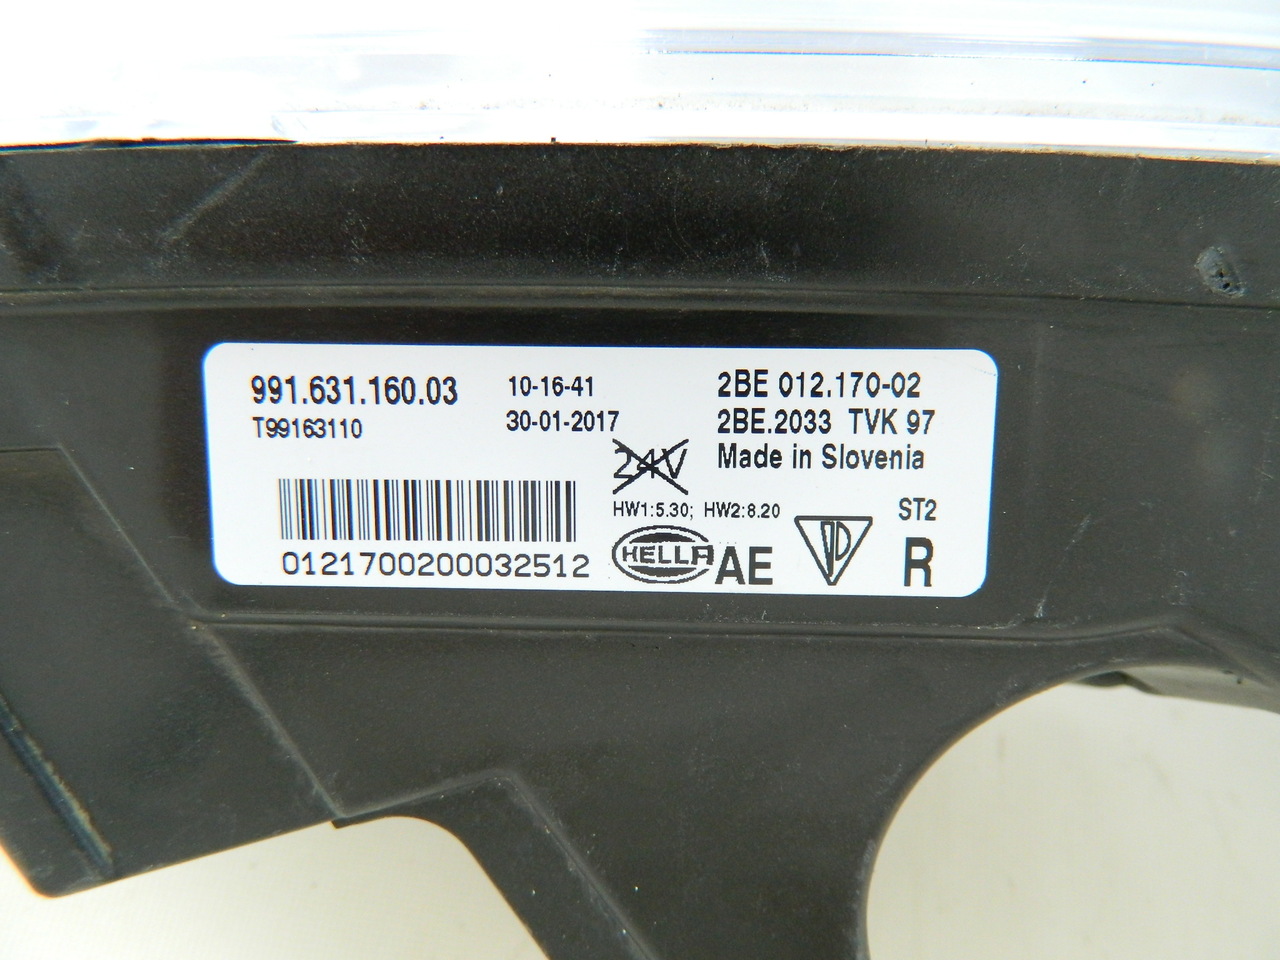 991.631.160.03
T99163110
10-16-41
30-01-2017
2BE 012.170-02
2BE.2033 TVK 97
Made in Slovenia
24V
HW1:5.30; HW2:8.20
ST2
0121700200032512
HELLA
AE
R